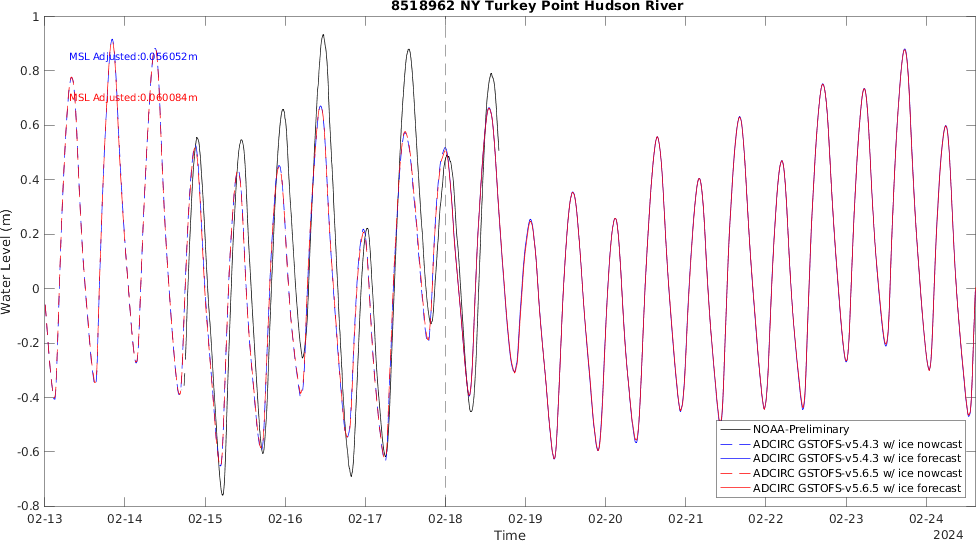 8518962 NY Turkey Point Hudson River
MSL Adjusted:0.056052m
MSL Adjusted:0.060084m
Water Level (m)
1
0.8
0.6
0.4
0.2
0
-0.2
-0.4
-0.6
-0.8
NOAA-Preliminary
ADCIRC GSTOFS-v5.4.3 w/ ice nowcast
ADCIRC GSTOFS-v5.4.3 w/ ice forecast
ADCIRC GSTOFS-v5.6.5 w/ ice nowcast
ADCIRC GSTOFS-v5.6.5 w/ ice forecast
02-13 02-14 02-15 02-16 02-17 02-18 02-19 02-20 02-21 02-22 02-23 02-24
Time
2024